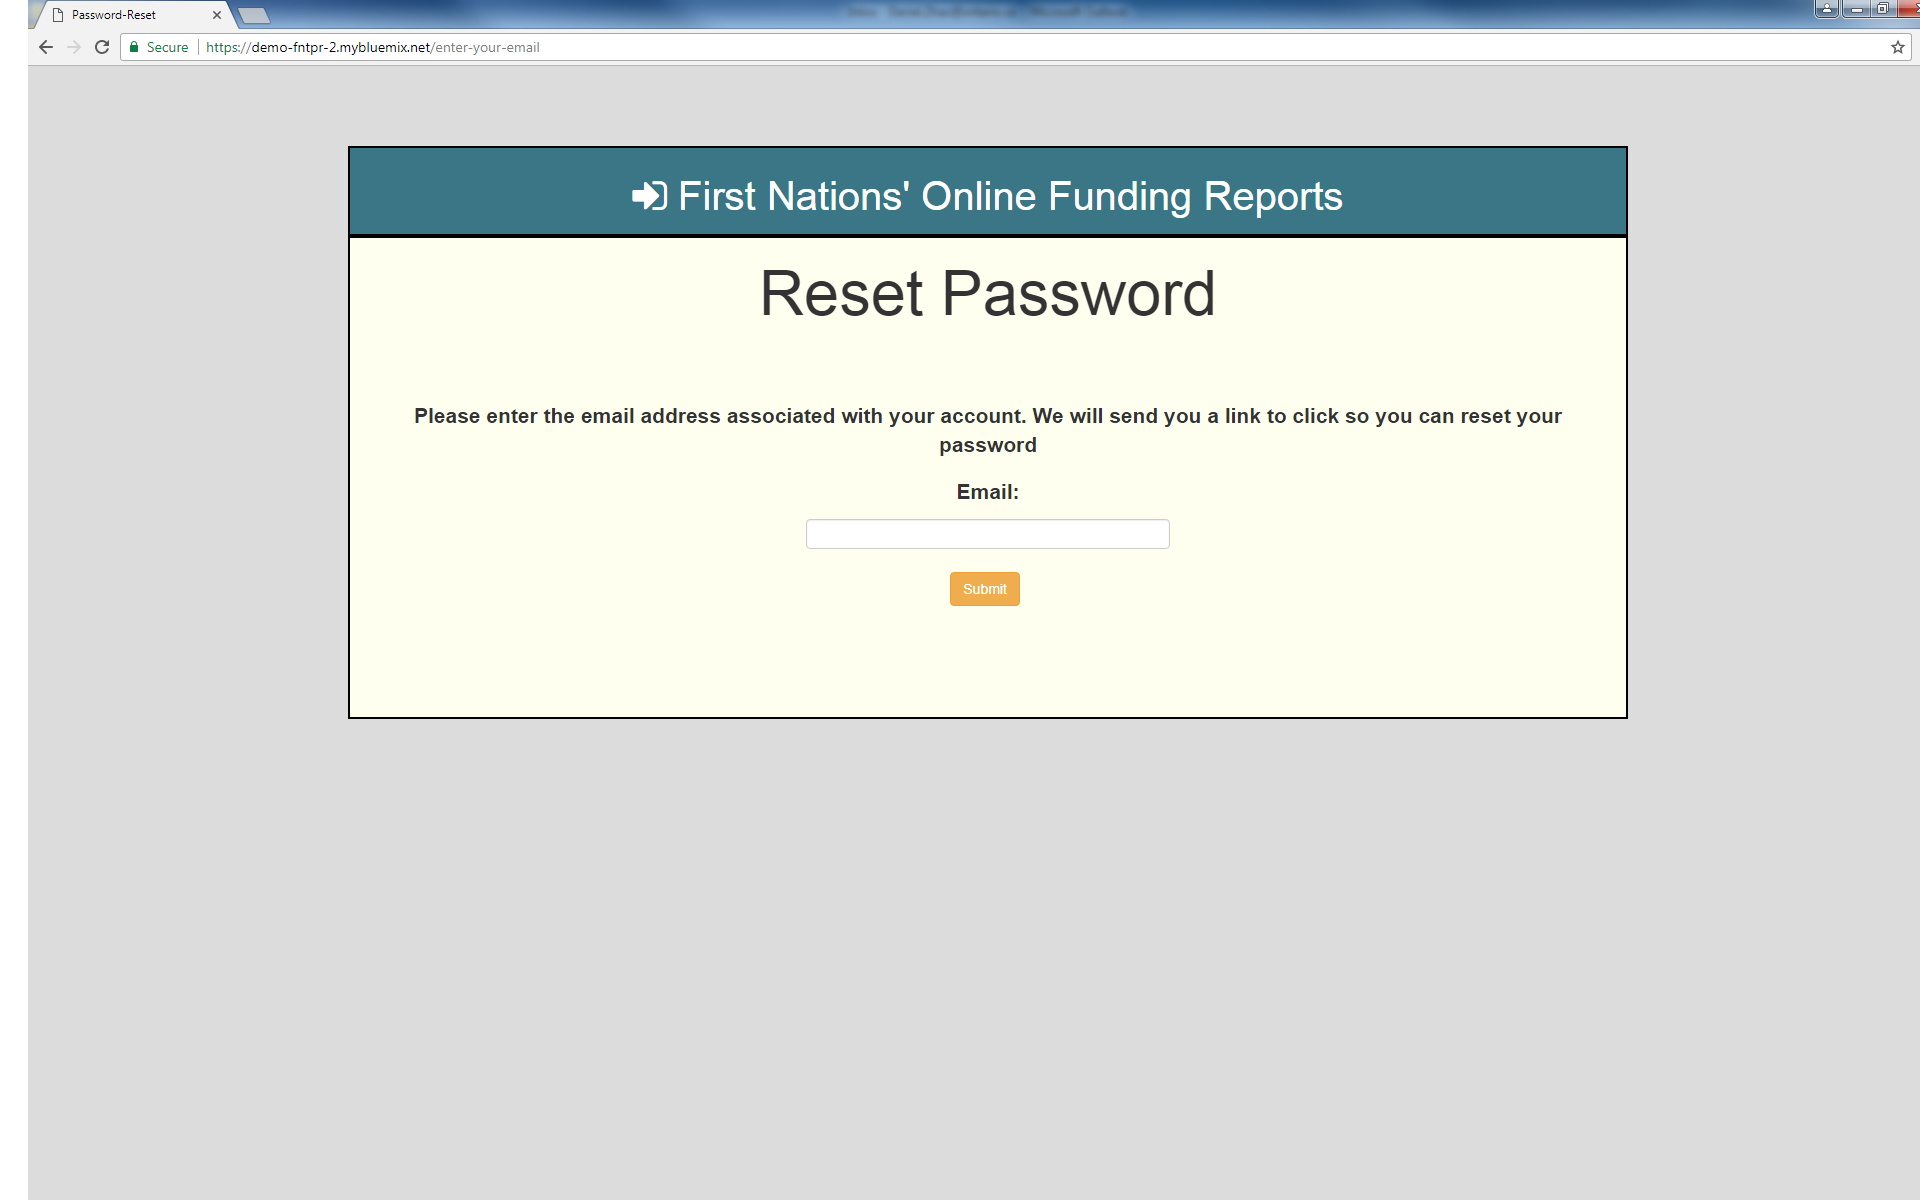 Password-Reset
Secure
https://demo-fntpr-2.mybluemix.net/enter-your-email
First Nations' Online Funding Reports
Reset Password
Please enter the email address associated with your account. We will send you a link to click so you can reset your
password
Email:
Submit